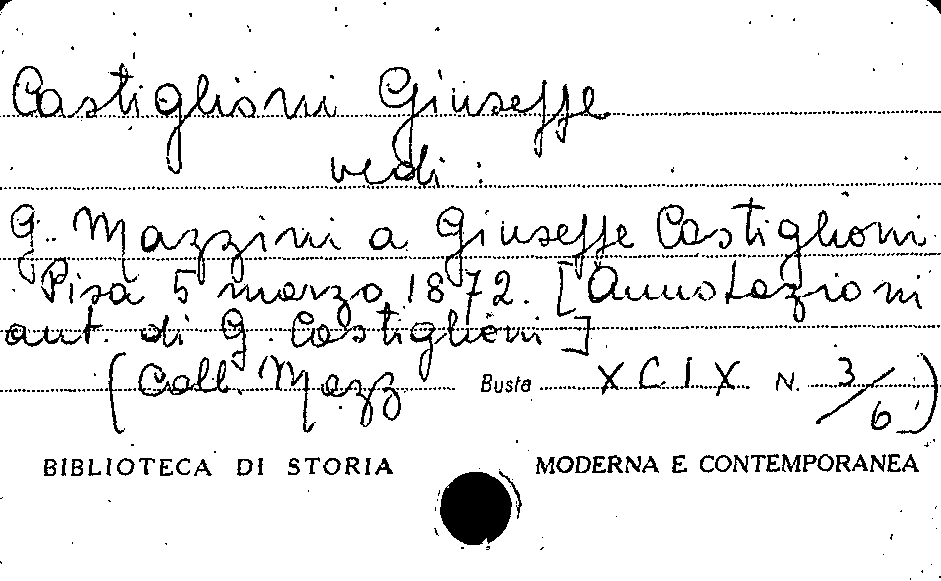 Castiglioni Giuseppe
vedi:
G. Mazzini a Giuseppe Castiglioni
Pisa 5 marzo 1872. [Annotazioni
aut. di G. Castiglioni]
(Coll. Mazz Busta XCIX N. 3/6)
BIBLIOTECA DI STORIA MODERNA E CONTEMPORANEA